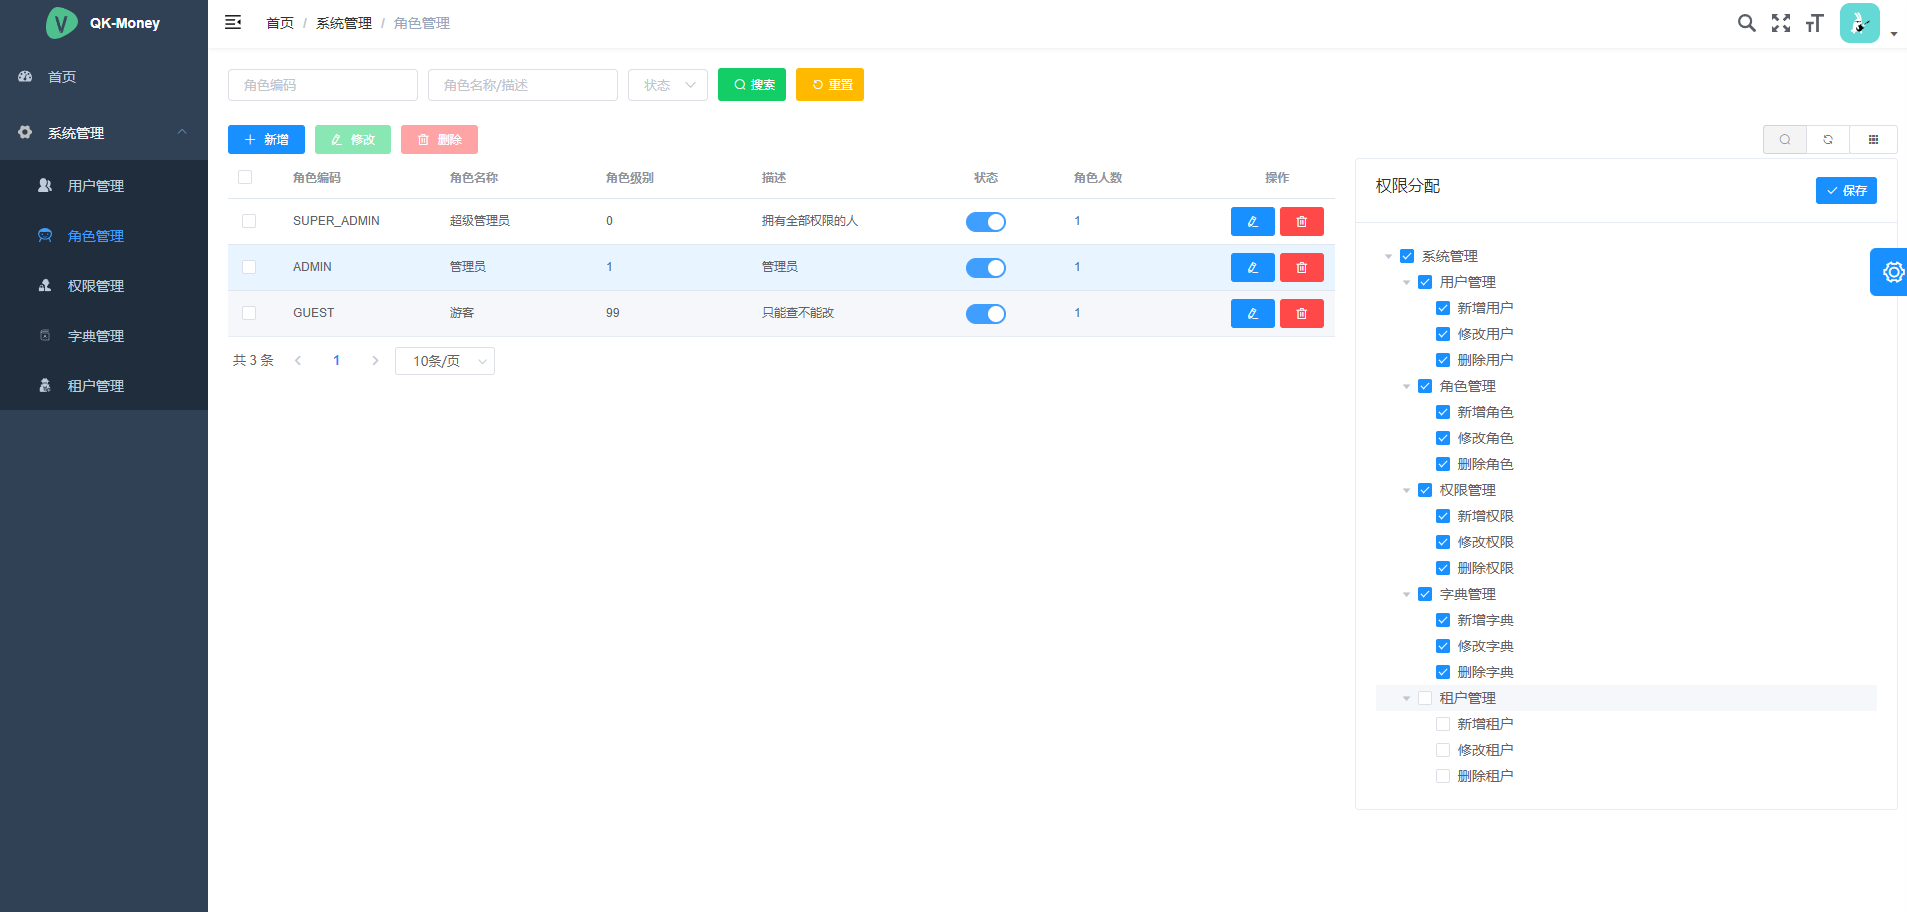 QK-Money
首页
系统管理
用户管理
角色管理
权限管理
字典管理
租户管理
首页 / 系统管理 / 角色管理
角色编码 角色名称/描述 状态 搜索 重置
新增 修改 删除
角色编码 角色名称 角色级别 描述 状态 角色人数 操作
SUPER_ADMIN 超级管理员 0 拥有全部权限的人 1
ADMIN 管理员 1 管理员 1
GUEST 游客 99 只能查不能改 1
共 3 条 1 10条/页
权限分配 保存
系统管理
用户管理
新增用户
修改用户
删除用户
角色管理
新增角色
修改角色
删除角色
权限管理
新增权限
修改权限
删除权限
字典管理
新增字典
修改字典
删除字典
租户管理
新增租户
修改租户
删除租户